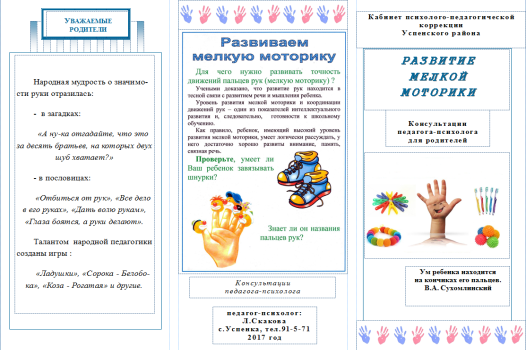 УВАЖАЕМЫЕ
РОДИТЕЛИ
Народная мудрость о значимо-
сти руки отразилась:
- в загадках:
«А ну-ка отгадайте, что это
за десять братьев, на которых двух
шуб хватает?»
- в пословицах:
«Отбиться от рук», «Все дело
в его руках», «Дать волю рукам»,
«Глаза боятся, а руки делают».
Талантом народной педагогики
созданы игры :
«Ладушки», «Сорока - Белобо-
ка», «Коза - Рогатая» и другие.
Развиваем
мелкую моторику
Для чего нужно развивать точность
движений пальцев рук (мелкую моторику) ?
Учеными доказано, что развитие рук находится в
тесной связи с развитием речи и мышления ребенка.
Уровень развития мелкой моторики и координации
движений рук – один из показателей интеллектуального
развития и, следовательно, готовности к школьному
обучению.
Как правило, ребенок, имеющий высокий уровень
развития мелкой моторики, умеет логически рассуждать, у
него достаточно хорошо развиты внимание, память,
связная речь.
Проверьте, умеет ли
Ваш ребенок завязывать
шнурки?
Знает ли он названия
пальцев рук?
Консультации
педагога-психолога
педагог-психолог:
Л.Скакова
с.Успенка, тел.91-5-71
2017 год
Кабинет психолого-педагогической
коррекции
Успенского района
РАЗВИТИЕ
МЕЛКОЙ
МОТОРИКИ
Консультации
педагога-психолога
для родителей
Ум ребенка находится
на кончиках его пальцев.
В.А. Сухомлинский